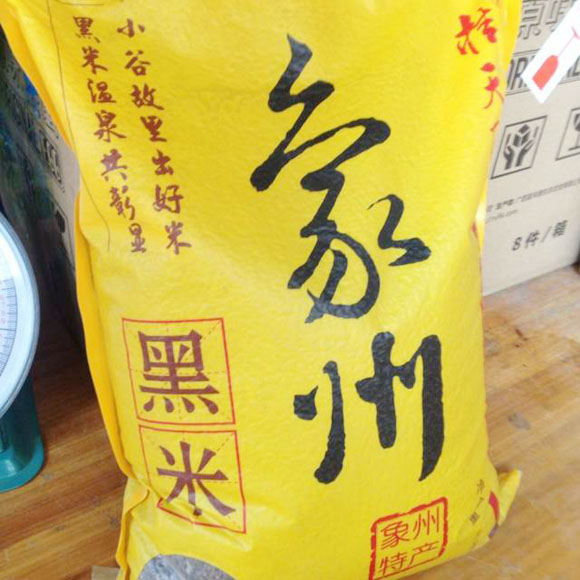 小谷故里出好米
黑米温泉共彰显
象州
黑米
象州
特产
8件/箱